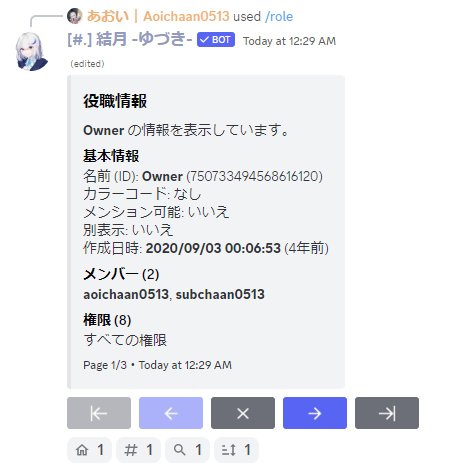 あおい｜Aoichaan0513 used /role
[#.] 結月 -ゆづき- ✓ BOT Today at 12:29 AM
(edited)
役職情報
Owner の情報を表示しています。
基本情報
名前 (ID): Owner (750733494568616120)
カラーコード: なし
メンション可能: いいえ
別表示: いいえ
作成日時: 2020/09/03 00:06:53 (4年前)
メンバー (2)
aoichaan0513, subchaan0513
権限 (8)
すべての権限
Page 1/3 • Today at 12:29 AM
1 # 1 1 1